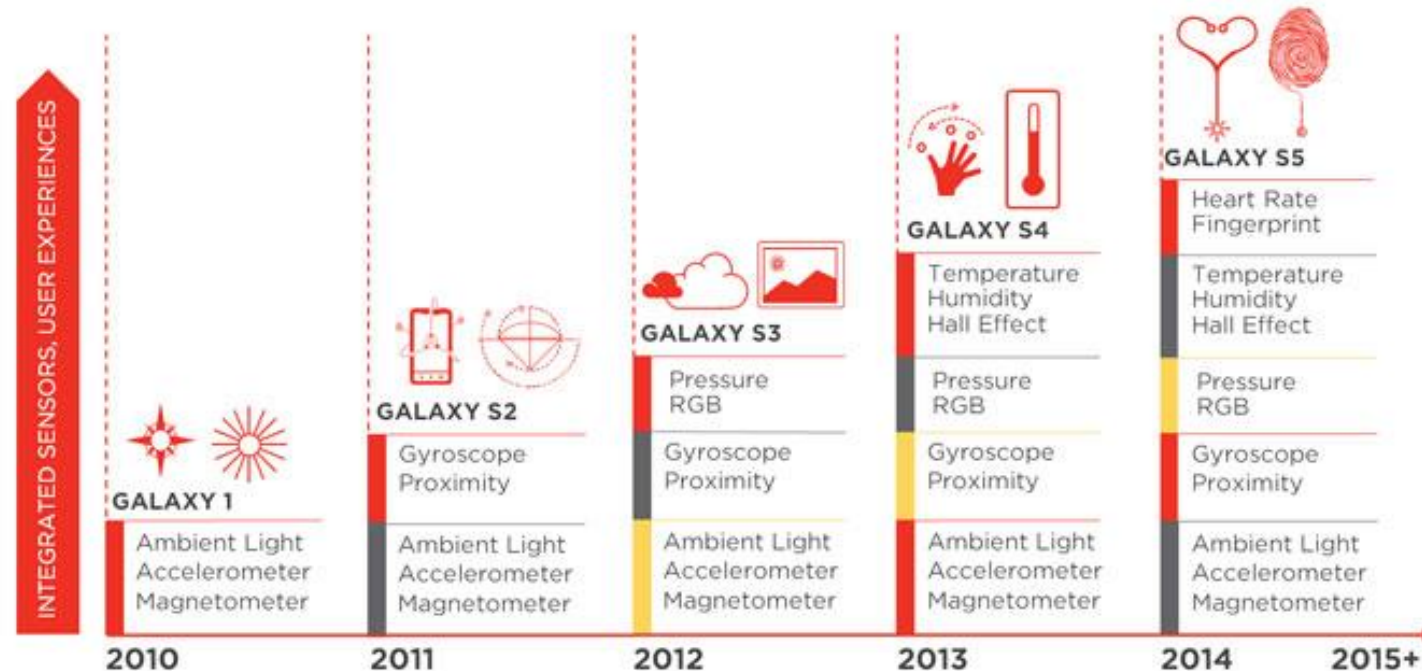 INTEGRATED SENSORS, USER EXPERIENCES
GALAXY 1
Ambient Light
Accelerometer
Magnetometer
2010
GALAXY S2
Gyroscope
Proximity
Ambient Light
Accelerometer
Magnetometer
2011
GALAXY S3
Pressure
RGB
Gyroscope
Proximity
Ambient Light
Accelerometer
Magnetometer
2012
GALAXY S4
Temperature
Humidity
Hall Effect
Pressure
RGB
Gyroscope
Proximity
Ambient Light
Accelerometer
Magnetometer
2013
GALAXY S5
Heart Rate
Fingerprint
Temperature
Humidity
Hall Effect
Pressure
RGB
Gyroscope
Proximity
Ambient Light
Accelerometer
Magnetometer
2014
2015+